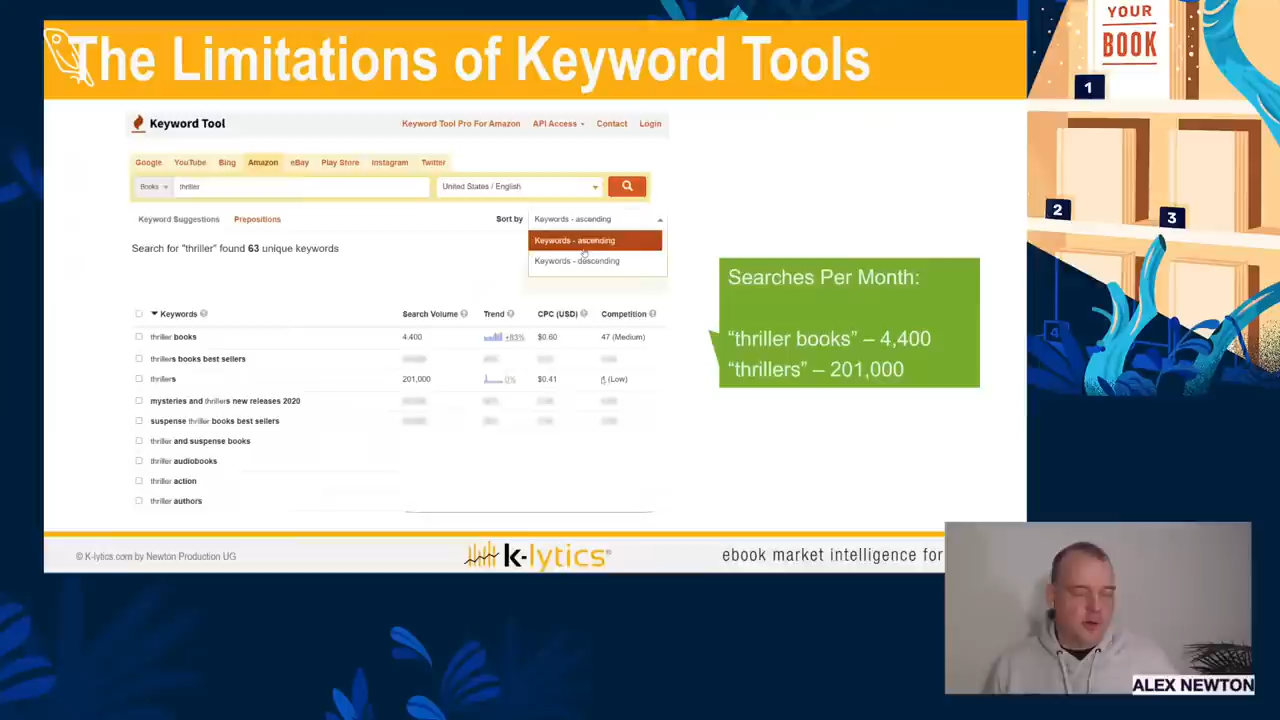 The Limitations of Keyword Tools
YOUR
BOOK
1
2
3
4
Keyword Tool
Keyword Tool Pro For Amazon
API Access
Contact
Login
Google
YouTube
Bing
Amazon
eBay
Play Store
Instagram
Twitter
Books
thriller
United States / English
Keyword Suggestions
Prepositions
Sort by
Keywords - ascending
Keywords - ascending
Keywords - descending
Search for "thriller" found 63 unique keywords
Keywords
Search Volume
Trend
CPC (USD)
Competition
thriller books
4.400
+83%
$0.60
47 (Medium)
thrillers books best sellers
thrillers
201,000
0%
$0.41
(Low)
mysteries and thrillers new releases 2020
suspense thriller books best sellers
thriller and suspense books
thriller audiobooks
thriller action
thriller authors
Searches Per Month:
“thriller books” – 4,400
“thrillers” – 201,000
© K-lytics.com by Newton Production UG
k-lytics®
ebook market intelligence for
ALEX NEWTON